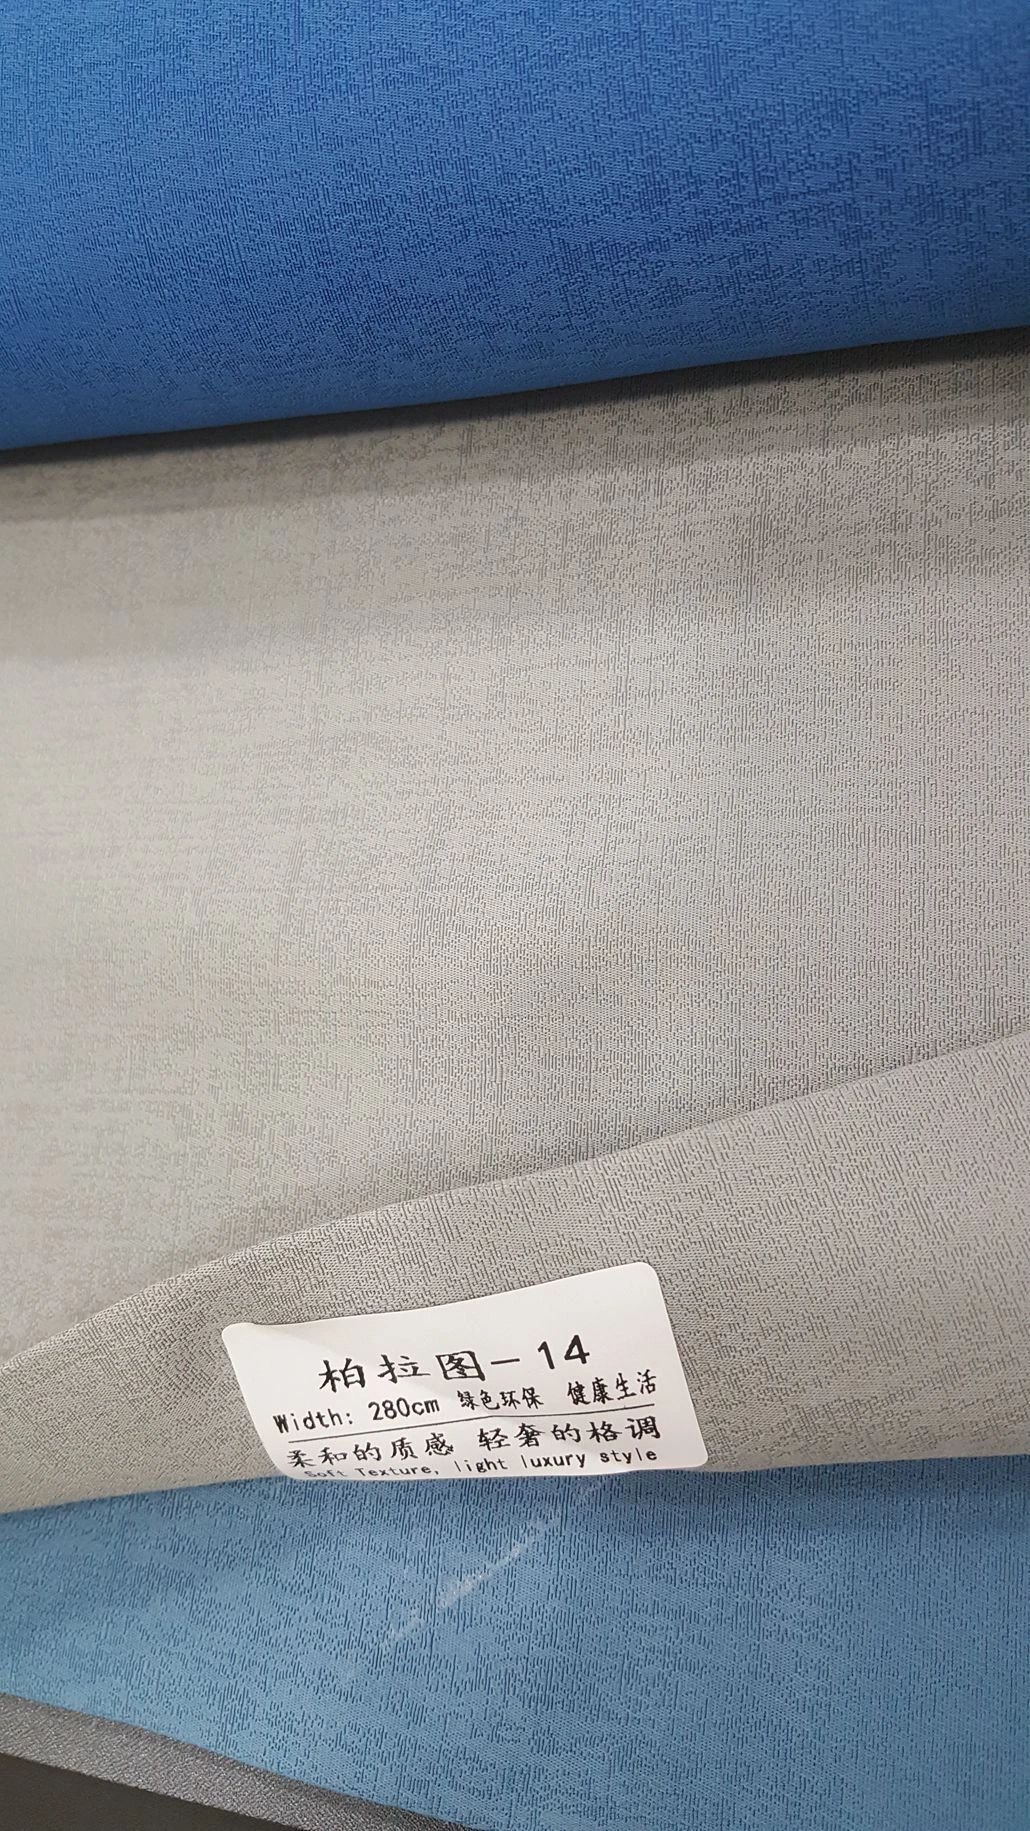 柏拉图-14
Width: 280cm 绿色环保 健康生活
柔和的质感 轻奢的格调
Soft Texture, light luxury style